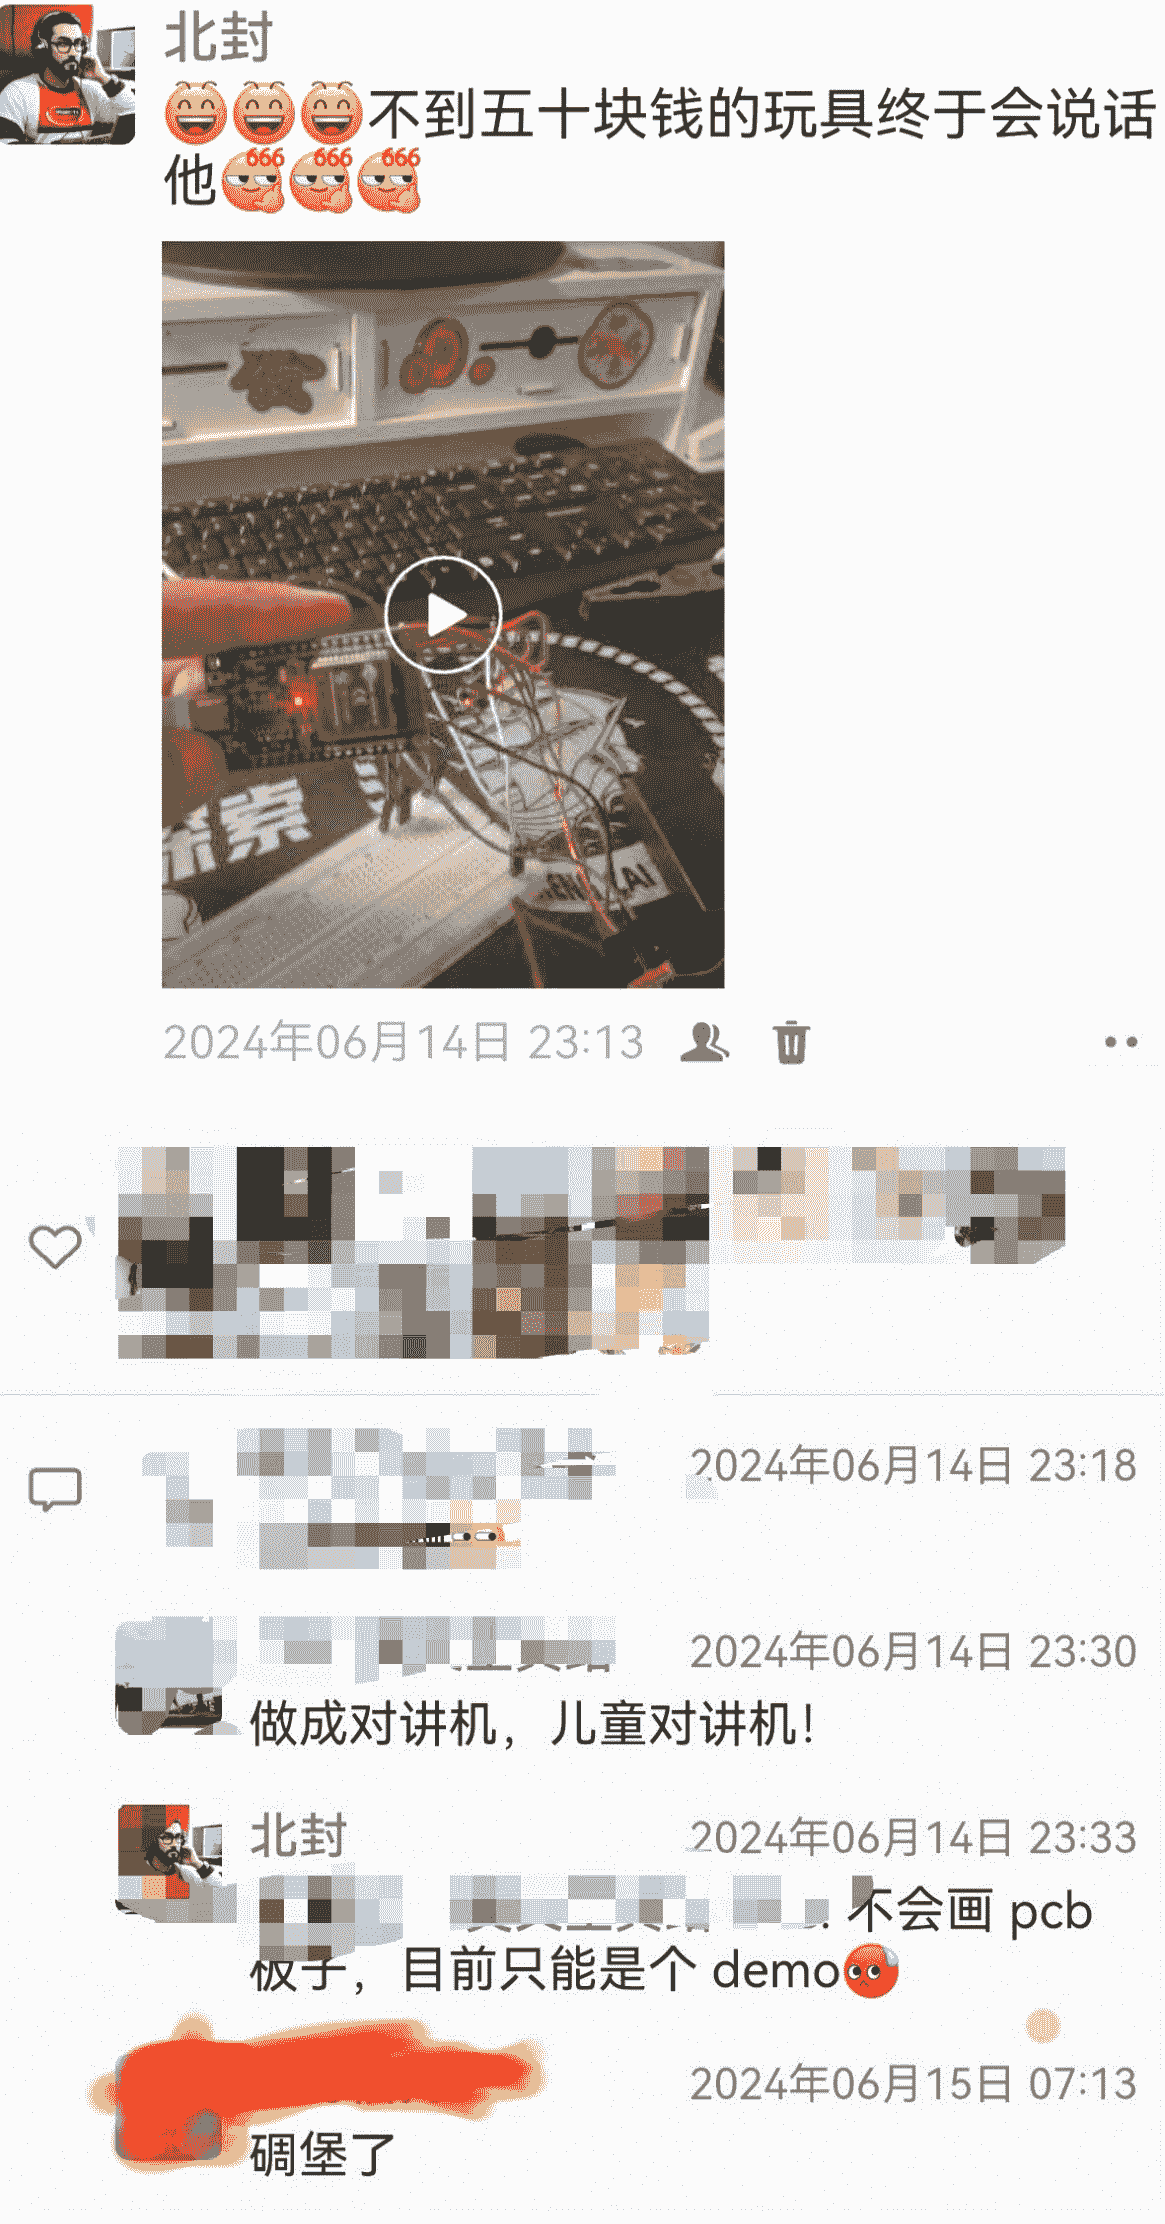 北封
不到五十块钱的玩具终于会说话
他
666 666 666
索
2024年06月14日 23:13
2024年06月14日 23:18
2024年06月14日 23:30
做成对讲机，儿童对讲机！
北封 2024年06月14日 23:33
不会画 pcb
板子，目前只能是个 demo
2024年06月15日 07:13
碉堡了